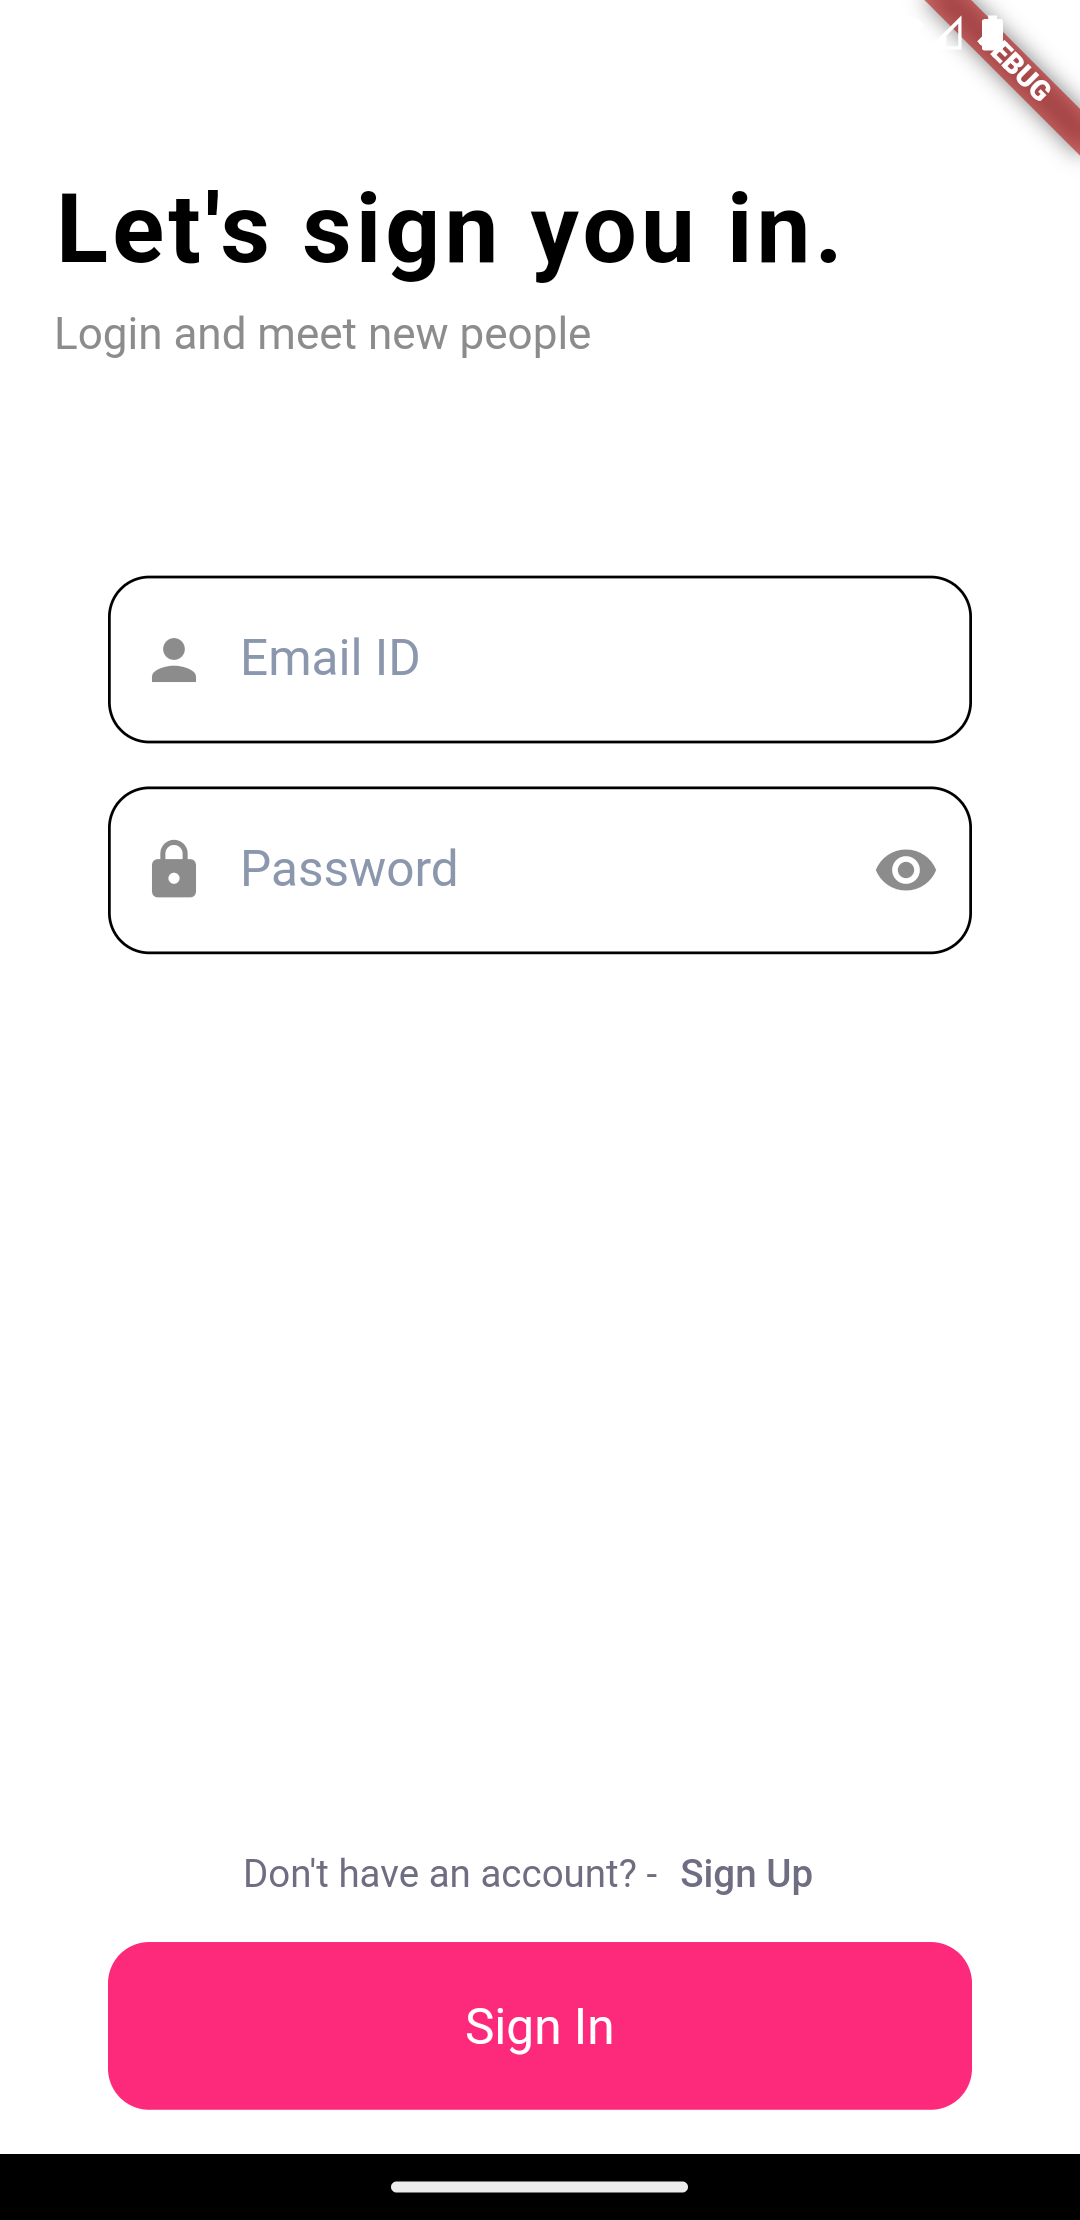 DEBUG
Let's sign you in.
Login and meet new people
Email ID
Password
Don't have an account? - Sign Up
Sign In